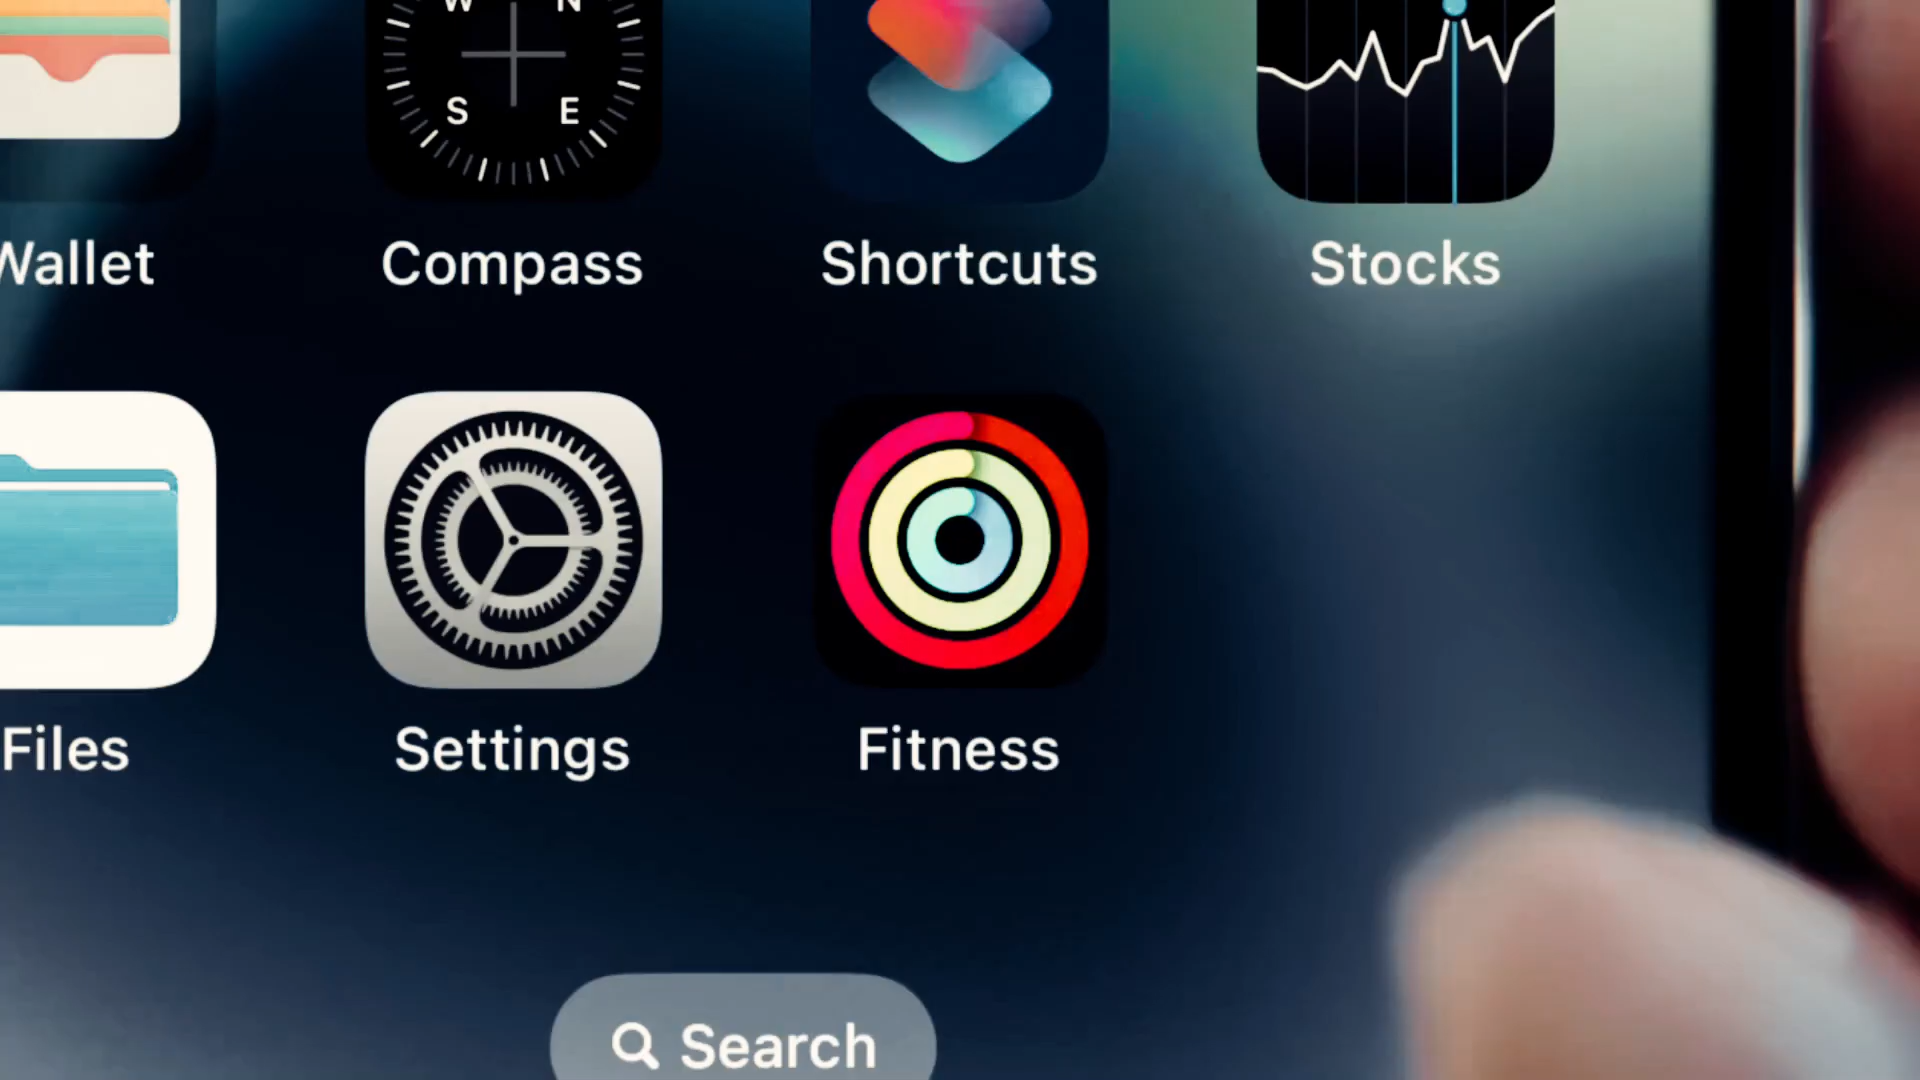 W N
S E
Wallet Compass Shortcuts Stocks
Files Settings Fitness
Search